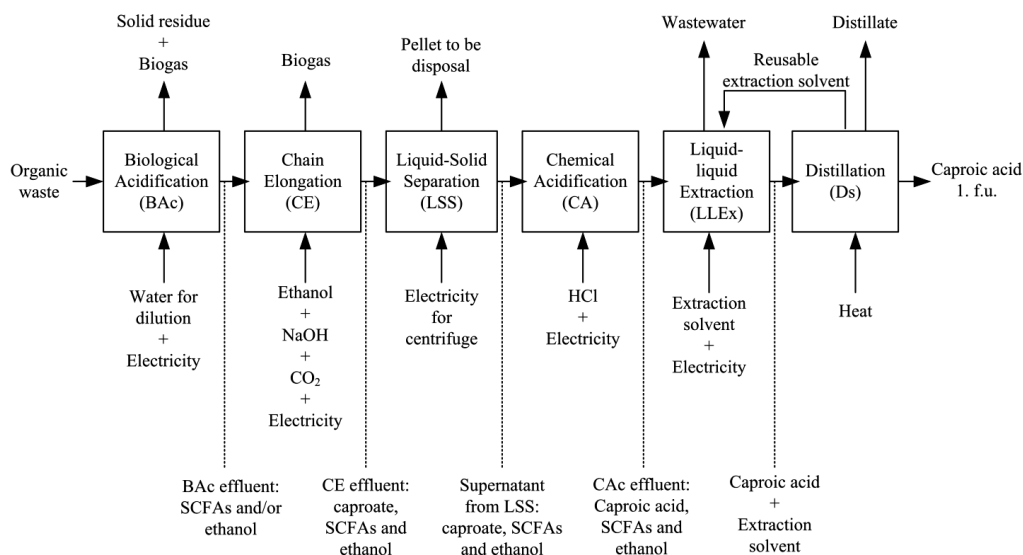 Solid residue
+
Biogas
Biogas
Pellet to be
disposal
Wastewater
Distillate
Reusable
extraction solvent
Organic
waste
Biological
Acidification
(BAc)
Chain
Elongation
(CE)
Liquid-Solid
Separation
(LSS)
Chemical
Acidification
(CA)
Liquid-
liquid
Extraction
(LLEx)
Distillation
(Ds)
Caproic acid
1. f.u.
Water for
dilution
+
Electricity
Ethanol
+
NaOH
+
CO₂
+
Electricity
Electricity
for
centrifuge
HCl
+
Electricity
Extraction
solvent
+
Electricity
Heat
BAc effluent:
SCFAs and/or
ethanol
CE effluent:
caproate,
SCFAs and
ethanol
Supernatant
from LSS:
caproate, SCFAs
and ethanol
CAc effluent:
Caproic acid,
SCFAs and
ethanol
Caproic acid
+
Extraction
solvent